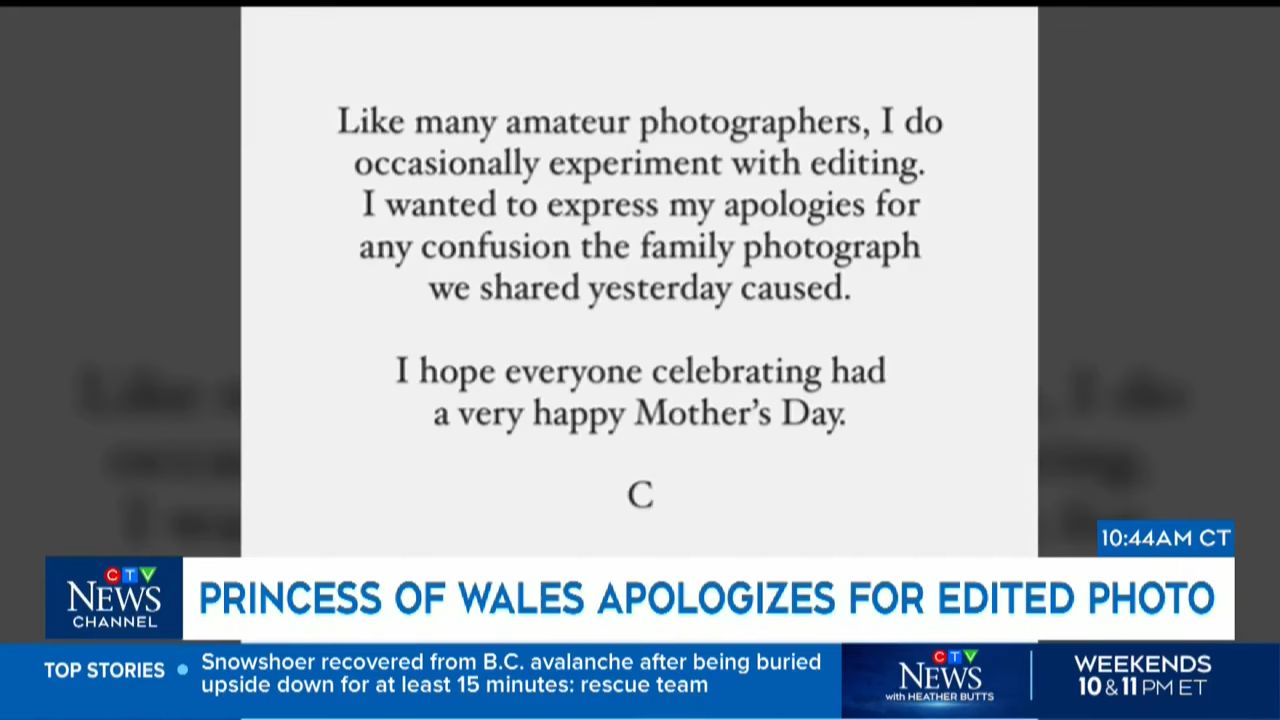 Like many amateur photographers, I do
occasionally experiment with editing.
I wanted to express my apologies for
any confusion the family photograph
we shared yesterday caused.
I hope everyone celebrating had
a very happy Mother's Day.
C
10:44AM CT
CTV
NEWS
CHANNEL
PRINCESS OF WALES APOLOGIZES FOR EDITED PHOTO
TOP STORIES
Snowshoer recovered from B.C. avalanche after being buried
upside down for at least 15 minutes: rescue team
CTV
NEWS
with HEATHER BUTTS
WEEKENDS
10 & 11 PM ET